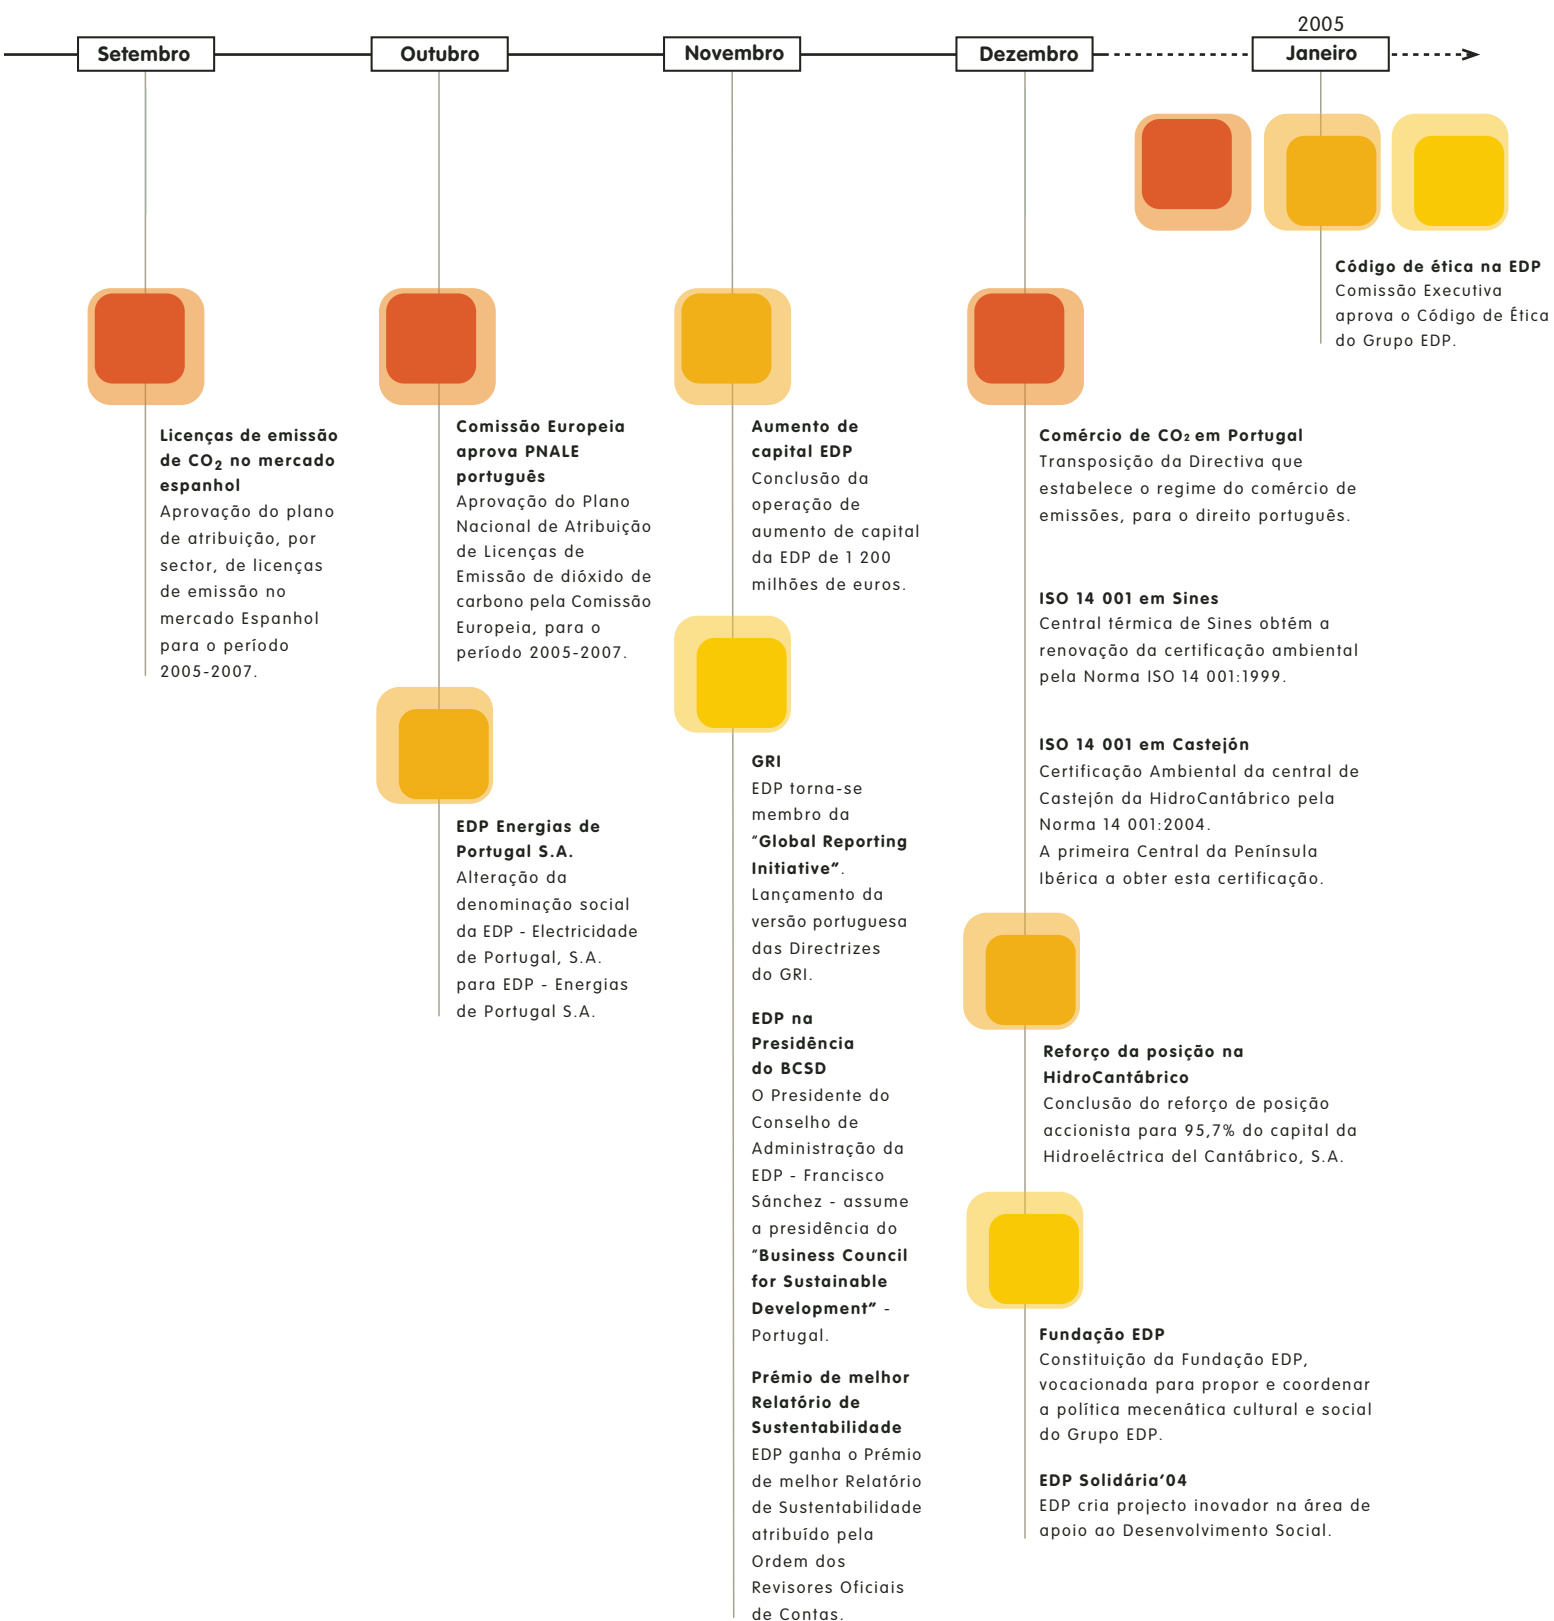 2005
Setembro
Outubro
Novembro
Dezembro
Janeiro
Licenças de emissão
de CO2 no mercado
espanhol
Aprovação do plano
de atribuição, por
sector, de licenças
de emissão no
mercado Espanhol
para o período
2005-2007.
Comissão Europeia
aprova PNALE
português
Aprovação do Plano
Nacional de Atribuição
de Licenças de
Emissão de dióxido de
carbono pela Comissão
Europeia, para o
período 2005-2007.
EDP Energias de
Portugal S.A.
Alteração da
denominação social
da EDP - Electricidade
de Portugal, S.A.
para EDP - Energias
de Portugal S.A.
Aumento de
capital EDP
Conclusão da
operação de
aumento de capital
da EDP de 1 200
milhões de euros.
GRI
EDP torna-se
membro da
"Global Reporting
Initiative".
Lançamento da
versão portuguesa
das Directrizes
do GRI.
EDP na
Presidência
do BCSD
O Presidente do
Conselho de
Administração da
EDP - Francisco
Sánchez - assume
a presidência do
"Business Council
for Sustainable
Development" -
Portugal.
Prémio de melhor
Relatório de
Sustentabilidade
EDP ganha o Prémio
de melhor Relatório
de Sustentabilidade
atribuído pela
Ordem dos
Revisores Oficiais
de Contas.
Comércio de CO2 em Portugal
Transposição da Directiva que
estabelece o regime do comércio de
emissões, para o direito português.
ISO 14 001 em Sines
Central térmica de Sines obtém a
renovação da certificação ambiental
pela Norma ISO 14 001:1999.
ISO 14 001 em Castejón
Certificação Ambiental da central de
Castejón da HidroCantábrico pela
Norma 14 001:2004.
A primeira Central da Península
Ibérica a obter esta certificação.
Reforço da posição na
HidroCantábrico
Conclusão do reforço de posição
accionista para 95,7% do capital da
Hidroeléctrica del Cantábrico, S.A.
Fundação EDP
Constituição da Fundação EDP,
vocacionada para propor e coordenar
a política mecenática cultural e social
do Grupo EDP.
EDP Solidária'04
EDP cria projecto inovador na área de
apoio ao Desenvolvimento Social.
Código de ética na EDP
Comissão Executiva
aprova o Código de Ética
do Grupo EDP.